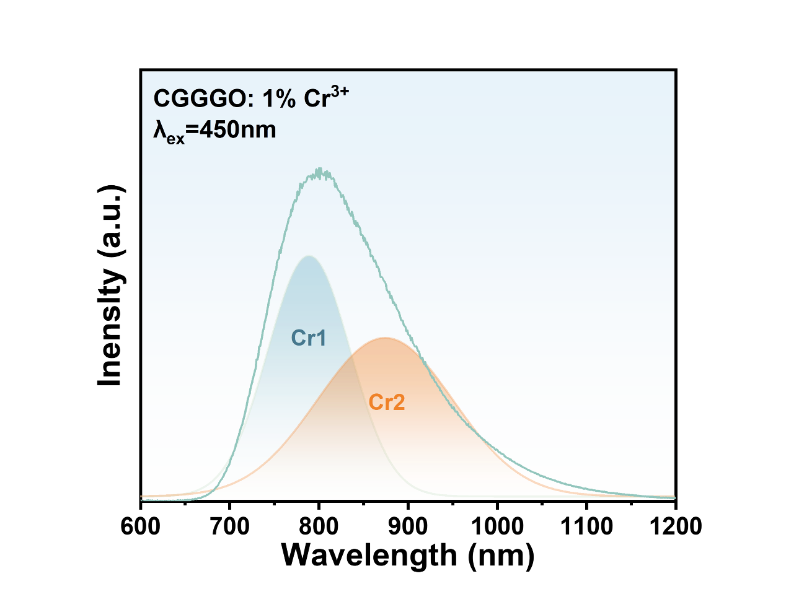 CGGGO: 1% Cr³⁺
λex=450nm
Inensity (a.u.)
Cr1
Cr2
600 700 800 900 1000 1100 1200
Wavelength (nm)